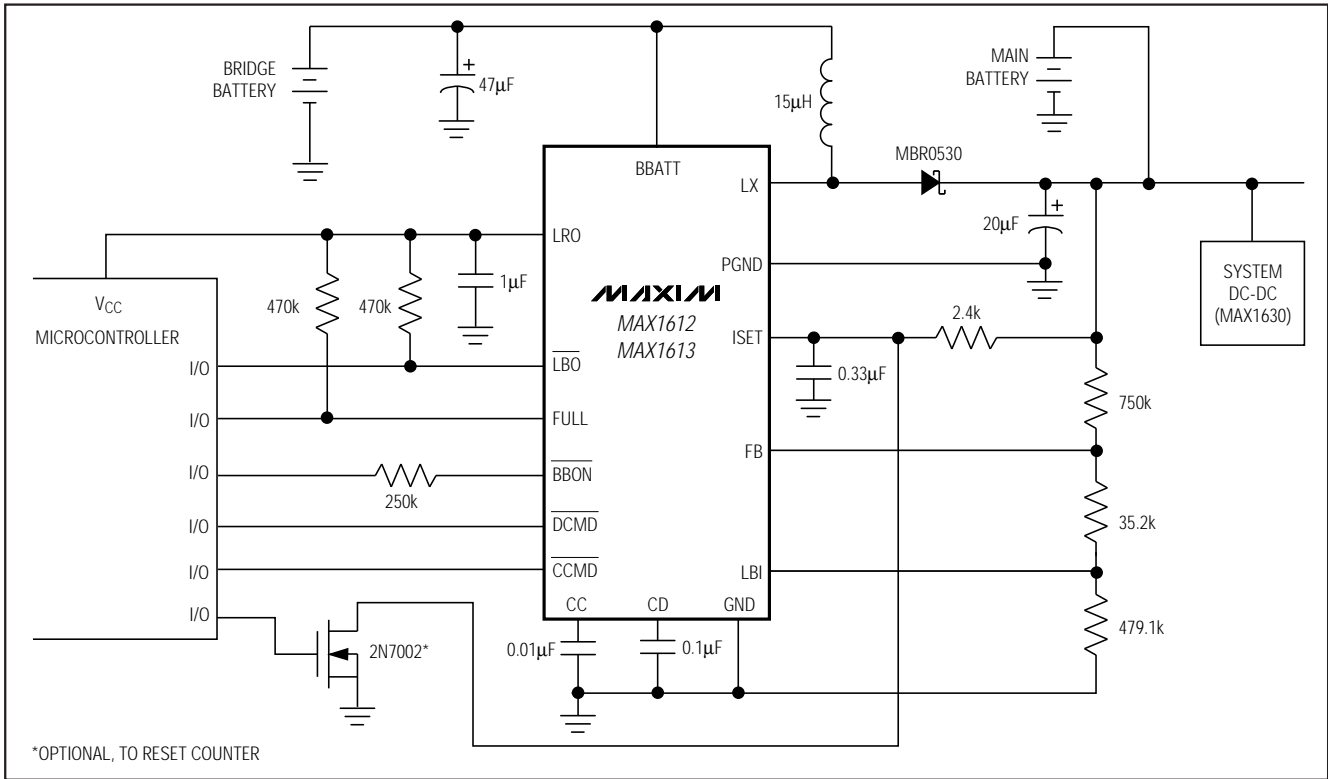 BRIDGE
BATTERY
47μF
15μH
MAIN
BATTERY
MBR0530
BBATT
LX
20μF
PGND
SYSTEM
DC-DC
(MAX1630)
LRO
1μF
470k
470k
VCC
MICROCONTROLLER
MAXIM
MAX1612
MAX1613
ISET
2.4k
0.33μF
750k
I/O
LBO
I/O
FULL
FB
I/O
250k
BBON
35.2k
I/O
DCMD
I/O
CCMD
LBI
I/O
CC
CD
GND
479.1k
2N7002*
0.01μF
0.1μF
*OPTIONAL, TO RESET COUNTER